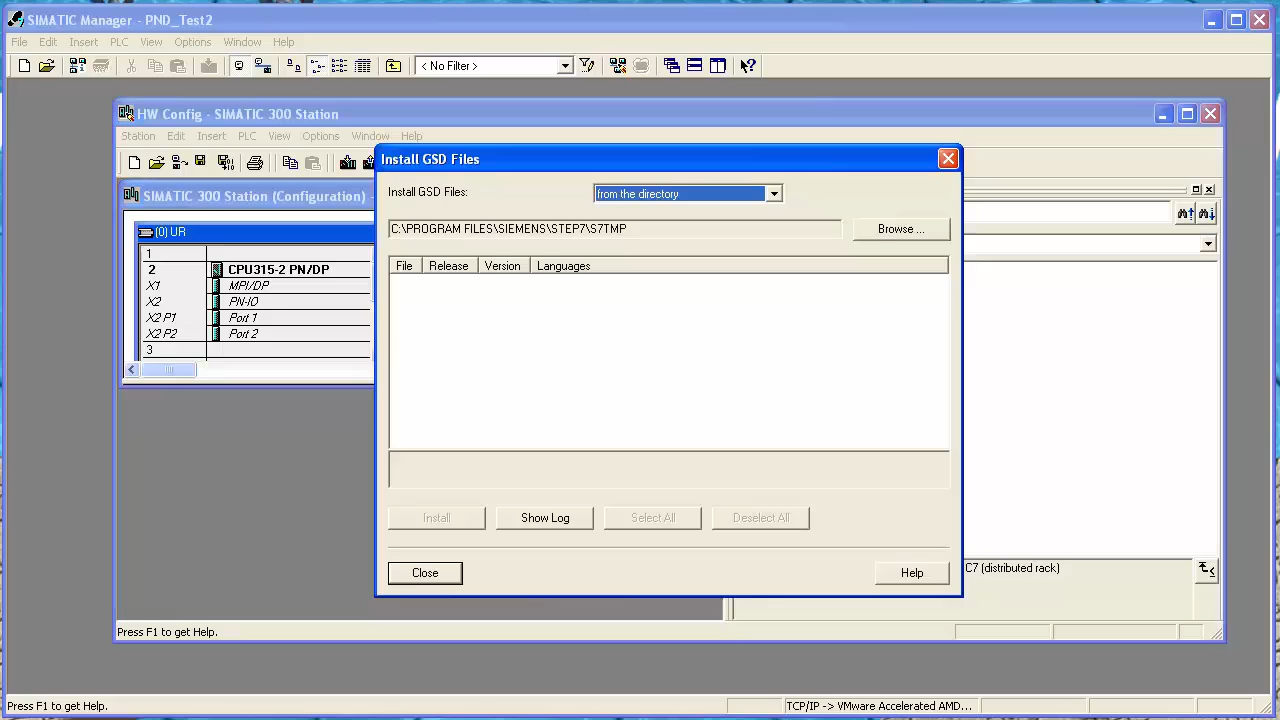 SIMATIC Manager - PND_Test2
File Edit Insert PLC View Options Window Help
< No Filter >
HW Config - SIMATIC 300 Station
Station Edit Insert PLC View Options Window Help
Install GSD Files
Install GSD Files: from the directory
C:\PROGRAM FILES\SIEMENS\STEP7\S7TMP Browse ...
File Release Version Languages
SIMATIC 300 Station (Configuration) -
(0) UR
1
2 CPU315-2 PN/DP
X1 MPI/DP
X2 PN-IO
X2 P1 Port 1
X2 P2 Port 2
3
Install Show Log Select All Deselect All
Close Help
C7 (distributed rack)
Press F1 to get Help.
Press F1 to get Help. TCP/IP -> VMware Accelerated AMD...